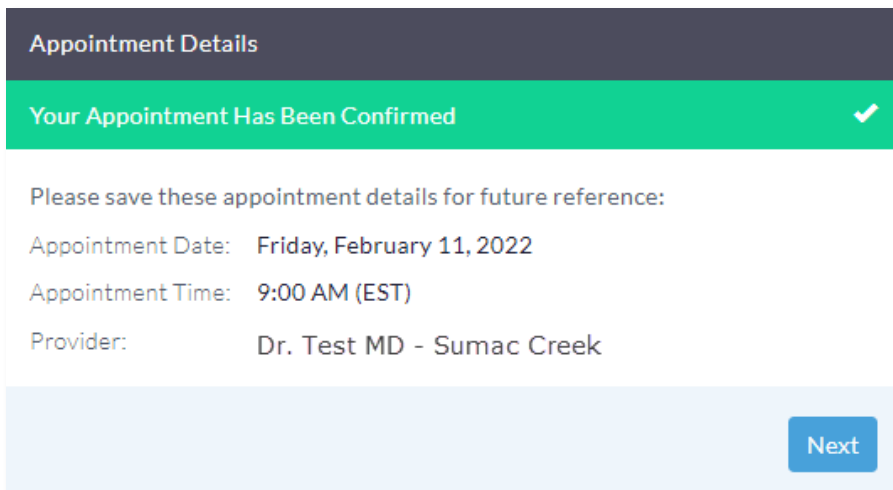 Appointment Details
Your Appointment Has Been Confirmed
Please save these appointment details for future reference:
Appointment Date: Friday, February 11, 2022
Appointment Time: 9:00 AM (EST)
Provider: Dr. Test MD - Sumac Creek
Next